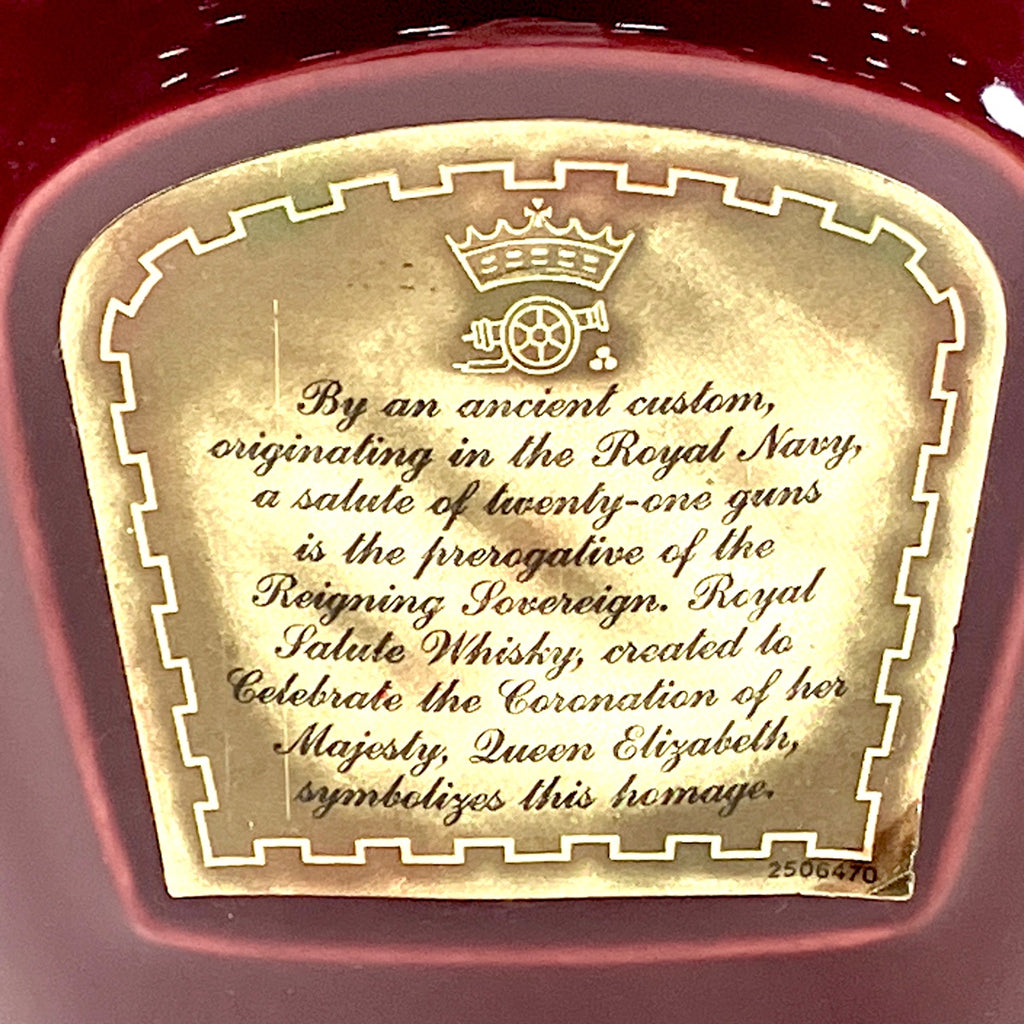 By an ancient custom,
originating in the Royal Navy,
a salute of twenty-one guns
is the prerogative of the
Reigning Sovereign. Royal
Salute Whisky, created to
Celebrate the Coronation of her
Majesty, Queen Elizabeth,
symbolizes this homage.
2506470